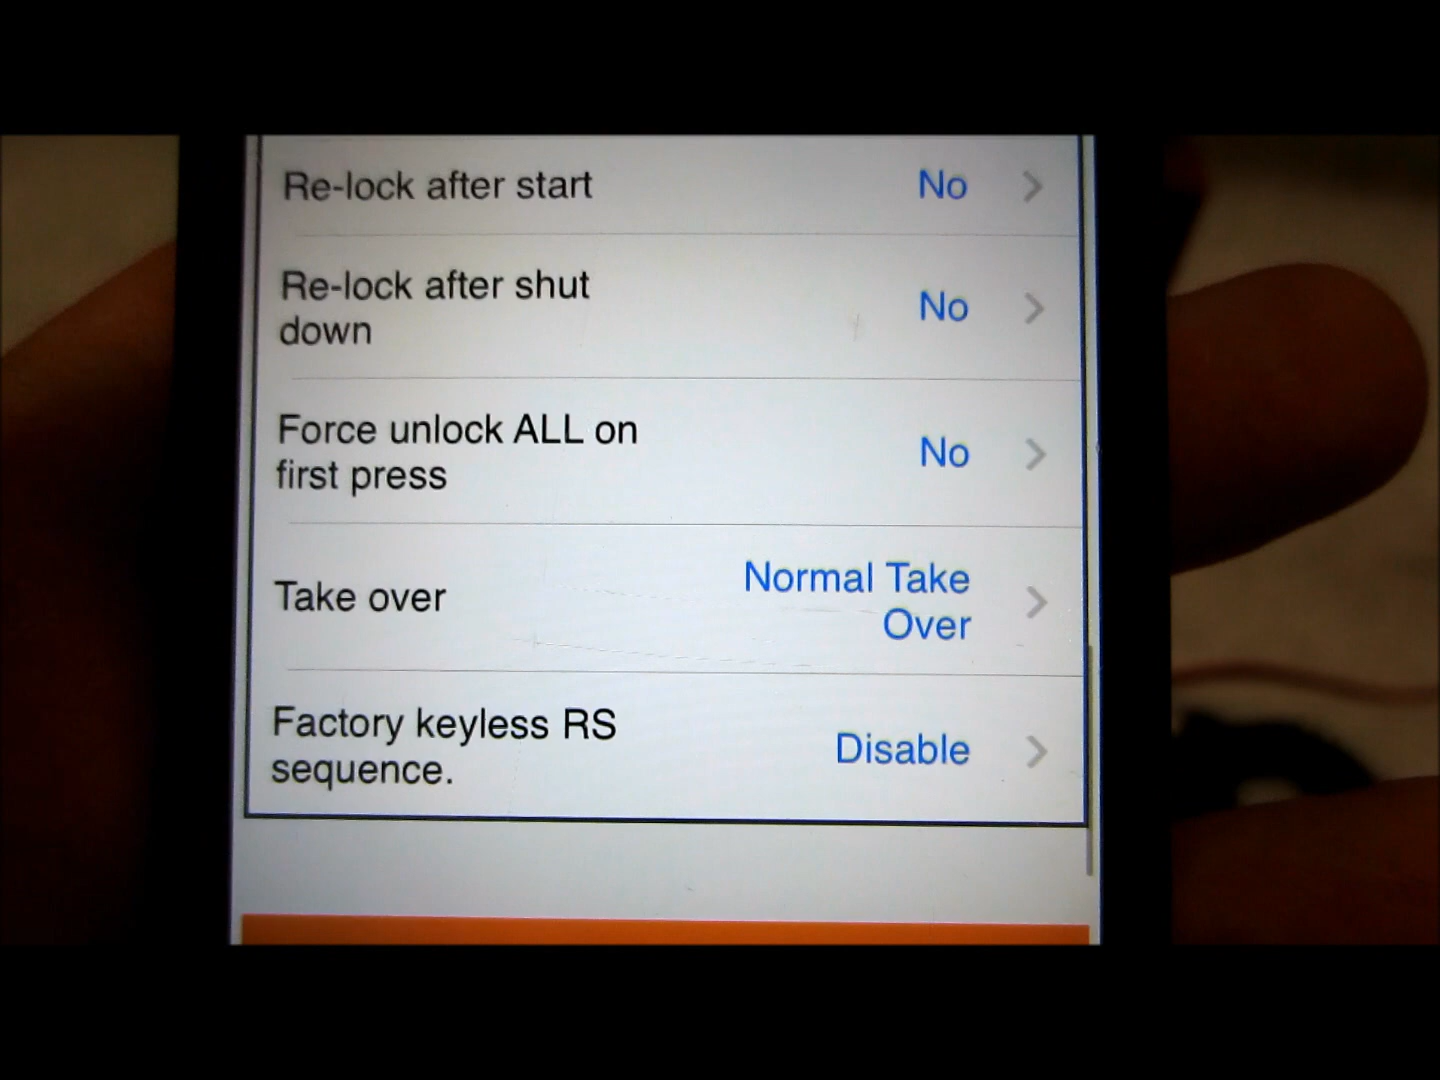 Re-lock after start No
Re-lock after shut
down
No
Force unlock ALL on
first press
No
Take over
Normal Take
Over
Factory keyless RS
sequence.
Disable